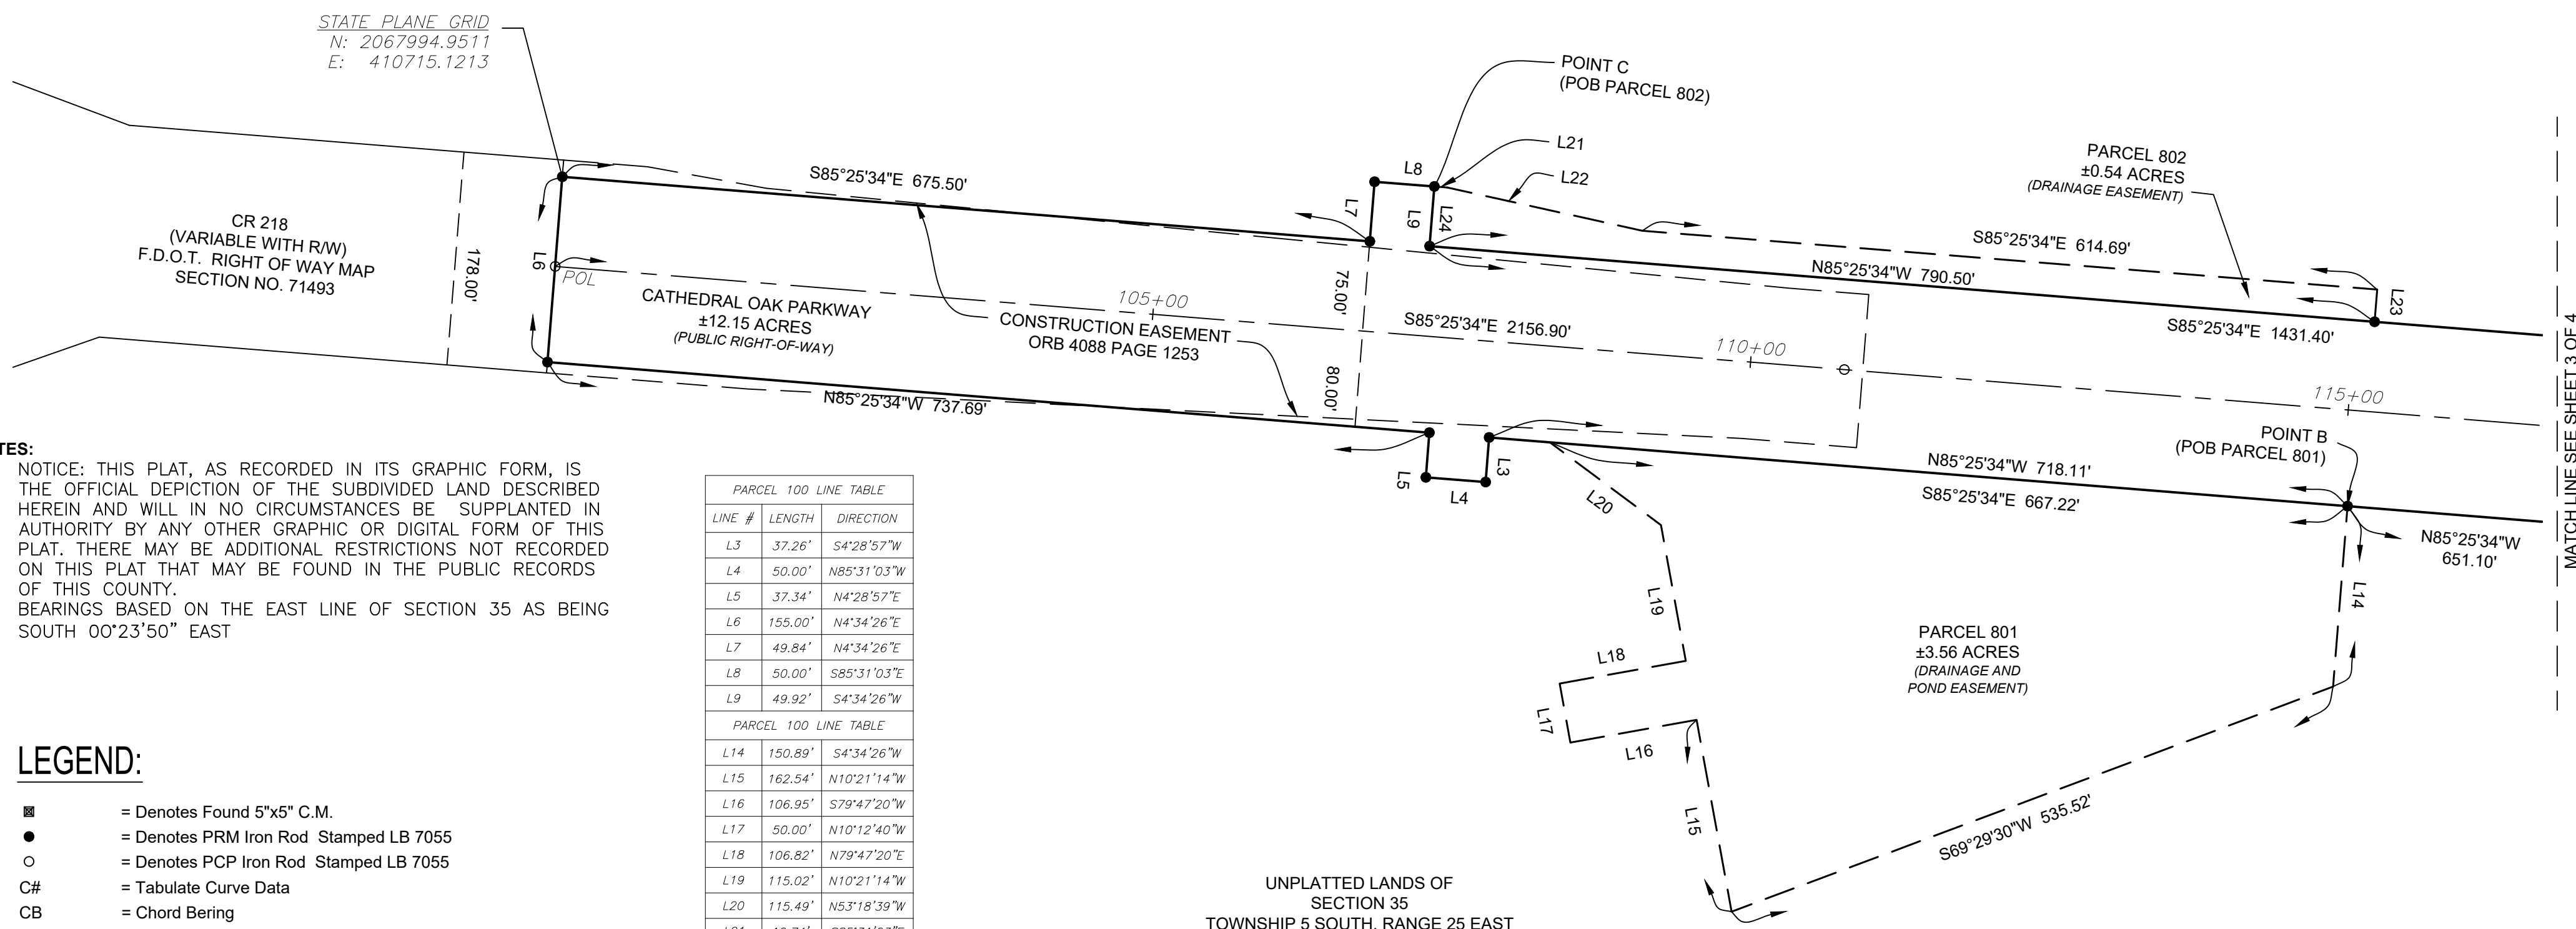 STATE PLANE GRID
N: 2067994.9511
E: 410715.1213
CR 218
(VARIABLE WITH R/W)
F.D.O.T. RIGHT OF WAY MAP
SECTION NO. 71493
178.00'
L6
POL
S85°25'34"E 675.50'
CATHEDRAL OAK PARKWAY
±12.15 ACRES
(PUBLIC RIGHT-OF-WAY)
105+00
CONSTRUCTION EASEMENT
ORB 4088 PAGE 1253
N85°25'34"W 737.69'
75.00'
80.00'
L7
L8
L9
L24
POINT C
(POB PARCEL 802)
L21
L22
S85°25'34"E 2156.90'
110+00
PARCEL 802
±0.54 ACRES
(DRAINAGE EASEMENT)
S85°25'34"E 614.69'
N85°25'34"W 790.50'
L23
S85°25'34"E 1431.40'
115+00
POINT B
(POB PARCEL 801)
N85°25'34"W 718.11'
S85°25'34"E 667.22'
N85°25'34"W
651.10'
MATCH LINE SEE SHEET 3 OF 4
L5
L4
L3
L20
L19
L18
L17
L16
L15
L14
PARCEL 801
±3.56 ACRES
(DRAINAGE AND
POND EASEMENT)
S69°29'30"W 535.52'
UNPLATTED LANDS OF
SECTION 35
TOWNSHIP 5 SOUTH, RANGE 25 EAST
TES:
NOTICE: THIS PLAT, AS RECORDED IN ITS GRAPHIC FORM, IS
THE OFFICIAL DEPICTION OF THE SUBDIVIDED LAND DESCRIBED
HEREIN AND WILL IN NO CIRCUMSTANCES BE SUPPLANTED IN
AUTHORITY BY ANY OTHER GRAPHIC OR DIGITAL FORM OF THIS
PLAT. THERE MAY BE ADDITIONAL RESTRICTIONS NOT RECORDED
ON THIS PLAT THAT MAY BE FOUND IN THE PUBLIC RECORDS
OF THIS COUNTY.
BEARINGS BASED ON THE EAST LINE OF SECTION 35 AS BEING
SOUTH 00°23'50" EAST
LEGEND:
= Denotes Found 5"x5" C.M.
= Denotes PRM Iron Rod Stamped LB 7055
= Denotes PCP Iron Rod Stamped LB 7055
C# = Tabulate Curve Data
CB = Chord Bering
PARCEL 100 LINE TABLE
LINE # LENGTH DIRECTION
L3 37.26' S4°28'57"W
L4 50.00' N85°31'03"W
L5 37.34' N4°28'57"E
L6 155.00' N4°34'26"E
L7 49.84' N4°34'26"E
L8 50.00' S85°31'03"E
L9 49.92' S4°34'26"W
PARCEL 100 LINE TABLE
L14 150.89' S4°34'26"W
L15 162.54' N10°21'14"W
L16 106.95' S79°47'20"W
L17 50.00' N10°12'40"W
L18 106.82' N79°47'20"E
L19 115.02' N10°21'14"W
L20 115.49' N53°18'39"W